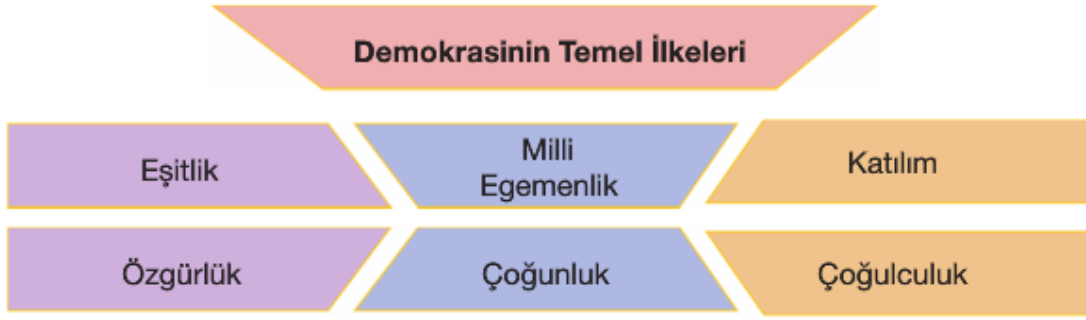 Demokrasinin Temel İlkeleri
Eşitlik
Milli
Egemenlik
Katılım
Özgürlük
Çoğunluk
Çoğulculuk